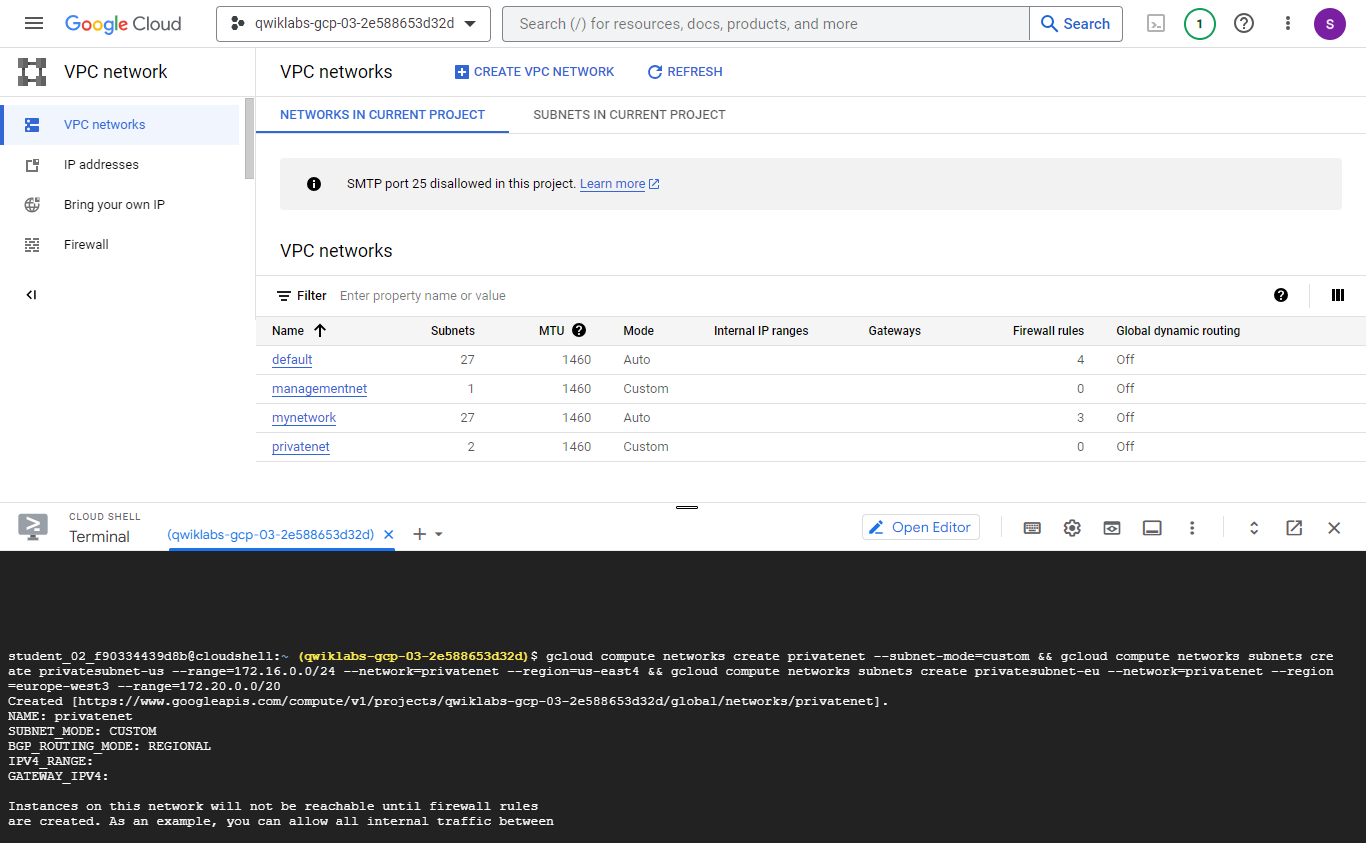 Google Cloud
qwiklabs-gcp-03-2e588653d32d
Search (/) for resources, docs, products, and more
Search
1
S
VPC network
VPC networks
CREATE VPC NETWORK
REFRESH
VPC networks
IP addresses
Bring your own IP
Firewall
NETWORKS IN CURRENT PROJECT
SUBNETS IN CURRENT PROJECT
SMTP port 25 disallowed in this project. Learn more
VPC networks
Filter Enter property name or value
Name Subnets MTU Mode Internal IP ranges Gateways Firewall rules Global dynamic routing
default 27 1460 Auto 4 Off
managementnet 1 1460 Custom 0 Off
mynetwork 27 1460 Auto 3 Off
privatenet 2 1460 Custom 0 Off
CLOUD SHELL
Terminal
(qwiklabs-gcp-03-2e588653d32d)
Open Editor
student_02_f90334439d8b@cloudshell:~ (qwiklabs-gcp-03-2e588653d32d)$ gcloud compute networks create privatenet --subnet-mode=custom && gcloud compute networks subnets cre
ate privatesubnet-us --range=172.16.0.0/24 --network=privatenet --region=us-east4 && gcloud compute networks subnets create privatesubnet-eu --network=privatenet --region
=europe-west3 --range=172.20.0.0/20
Created [https://www.googleapis.com/compute/v1/projects/qwiklabs-gcp-03-2e588653d32d/global/networks/privatenet].
NAME: privatenet
SUBNET_MODE: CUSTOM
BGP_ROUTING_MODE: REGIONAL
IPV4_RANGE:
GATEWAY_IPV4:
Instances on this network will not be reachable until firewall rules
are created. As an example, you can allow all internal traffic between